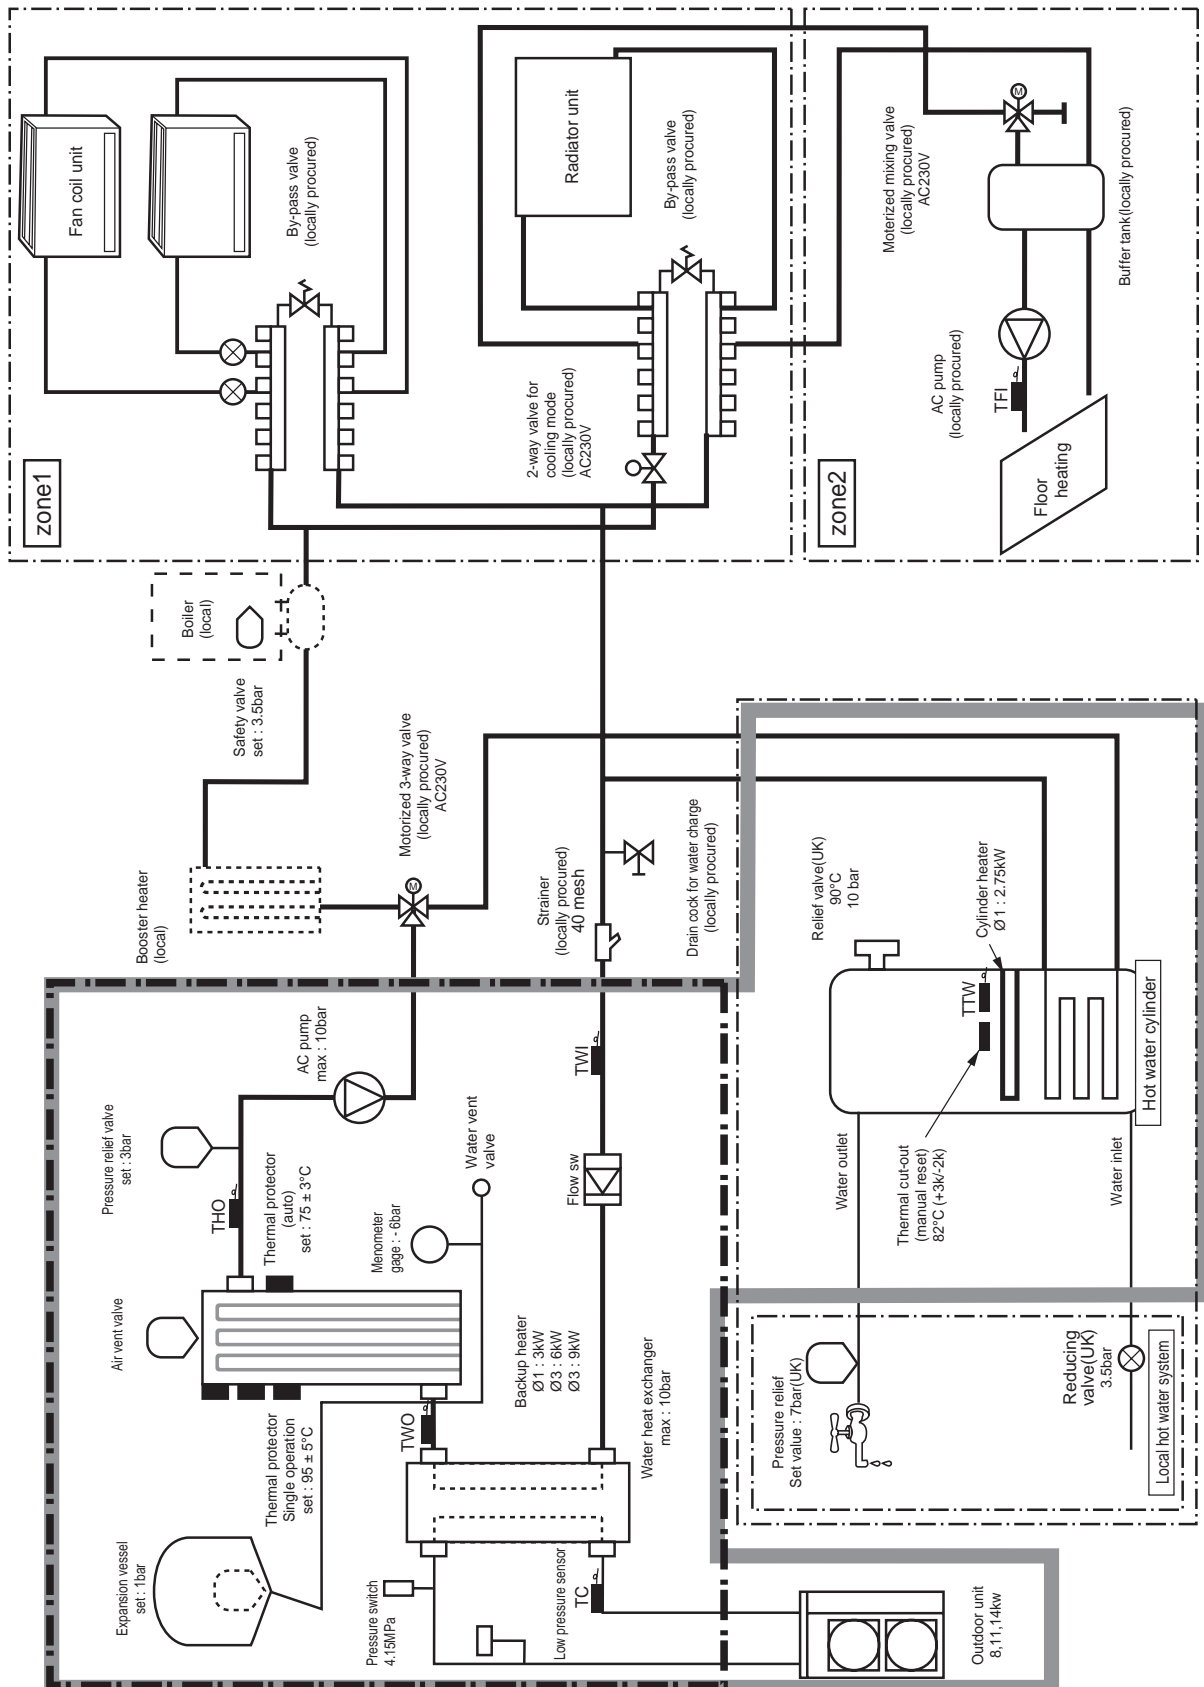 zone1
Fan coil unit
By-pass valve
(locally procured)
Radiator unit
By-pass valve
(locally procured)
2-way valve for
cooling mode
(locally procured)
AC230V
zone2
Moterized mixing valve
(locally procured)
AC230V
M
Buffer tank(locally procured)
AC pump
(locally procured)
TFI
Floor
heating
Boiler
(local)
Safety valve
set : 3.5bar
Booster heater
(local)
Motorized 3-way valve
(locally procured)
AC230V
M
Strainer
(locally procured)
40 mesh
Drain cook for water charge
(locally procured)
Relief valve(UK)
90°C
10 bar
Cylinder heater
Ø1 : 2.75kW
TTW
Hot water cylinder
Thermal cut-out
(manual reset)
82°C (+3k/-2k)
Water outlet
Water inlet
AC pump
max : 10bar
TWI
Pressure relief valve
set : 3bar
THO
Thermal protector
(auto)
set : 75 ± 3°C
Water vent
valve
Menometer
gage : - 6bar
Flow sw
Air vent valve
Backup heater
Ø1 : 3kW
Ø3 : 6kW
Ø3 : 9kW
Water heat exchanger
max : 10bar
TWO
Thermal protector
Single operation
set : 95 ± 5°C
Expansion vessel
set : 1bar
Pressure switch
4.15MPa
Low pressure sensor
TC
Outdoor unit
8,11,14kw
Pressure relief
Set value : 7bar(UK)
Reducing
valve(UK)
3.5bar
Local hot water system